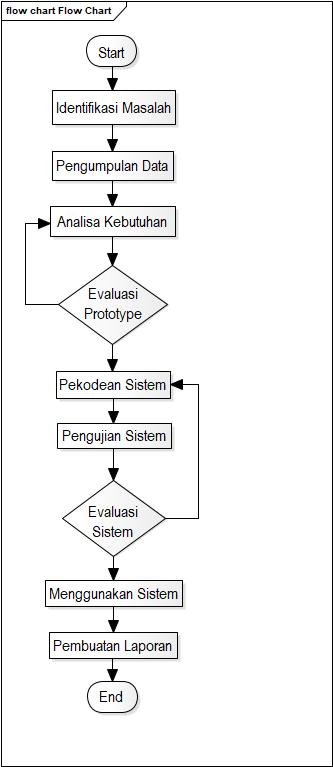 flow chart Flow Chart
Start
Identifikasi Masalah
Pengumpulan Data
Analisa Kebutuhan
Evaluasi
Prototype
Pekodean Sistem
Pengujian Sistem
Evaluasi
Sistem
Menggunakan Sistem
Pembuatan Laporan
End